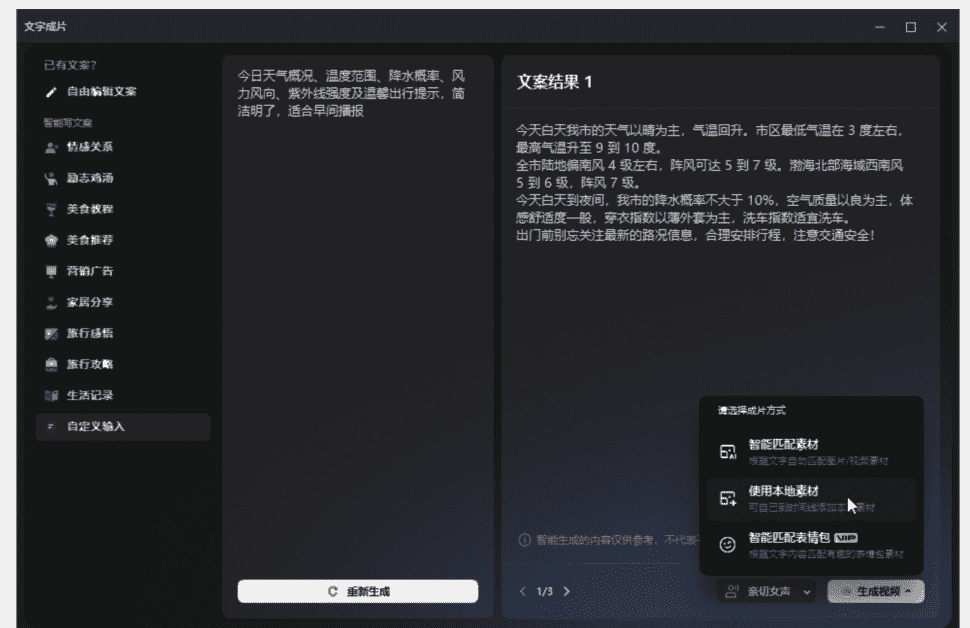 文字成片
已有文案？
自由编辑文案
智能写文案
情感关系
励志鸡汤
美食教程
美食推荐
营销广告
家居分享
旅行感悟
旅行攻略
生活记录
自定义输入
今日天气概况、温度范围、降水概率、风
力风向、紫外线强度及温馨出行提示，简
洁明了，适合早间播报
重新生成
文案结果 1
今天白天我市的天气以晴为主，气温回升。市区最低气温在 3 度左右，
最高气温升至 9 到 10 度。
全市陆地偏南风 4 级左右，阵风可达 5 到 7 级。渤海北部海域西南风
5 到 6 级，阵风 7 级。
今天白天到夜间，我市的降水概率不大于 10%，空气质量以良为主，体
感舒适度一般，穿衣指数以薄外套为主，洗车指数适宜洗车。
出门前别忘关注最新的路况信息，合理安排行程，注意交通安全！
请选择成片方式
智能匹配素材
根据文字自动匹配图片/视频素材
使用本地素材
可自己到时间线添加本 素材
智能匹配表情包 VIP
根据文字内容匹配有趣的表情包素材
智能生成的内容仅供参考、不代表
1/3
亲切女声
生成视频